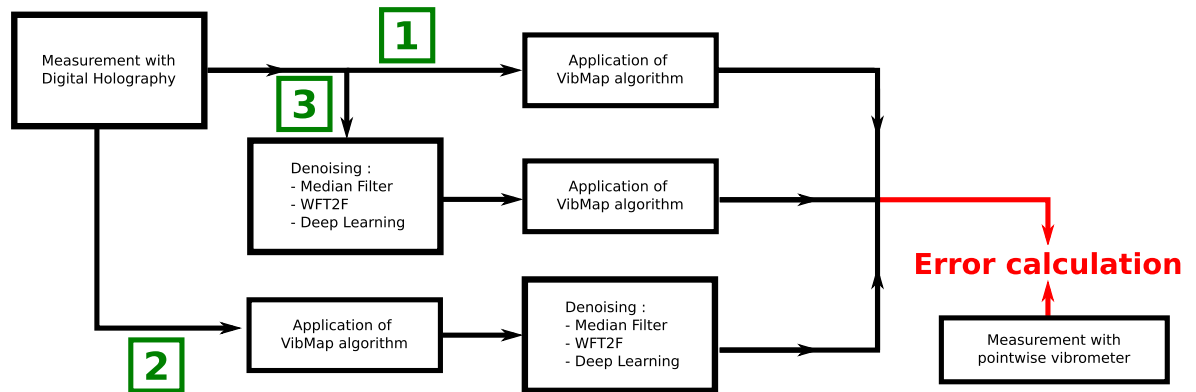 Measurement with
Digital Holography
1
Application of
VibMap algorithm
3
Denoising :
- Median Filter
- WFT2F
- Deep Learning
Application of
VibMap algorithm
Error calculation
2
Application of
VibMap algorithm
Denoising :
- Median Filter
- WFT2F
- Deep Learning
Measurement with
pointwise vibrometer